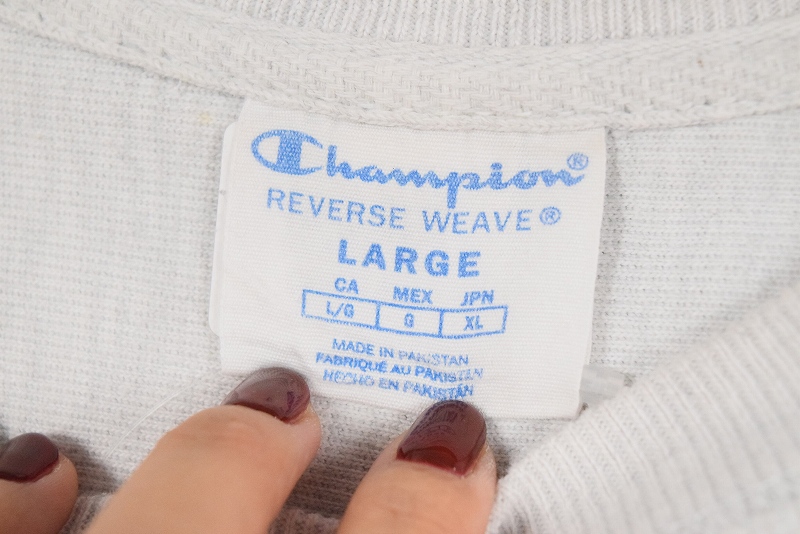 Champion®
REVERSE WEAVE®
LARGE
CA MEX JPN
L/G G XL
MADE IN PAKISTAN
FABRIQUÉ AU PAKISTAN
HECHO EN PAKISTÁN